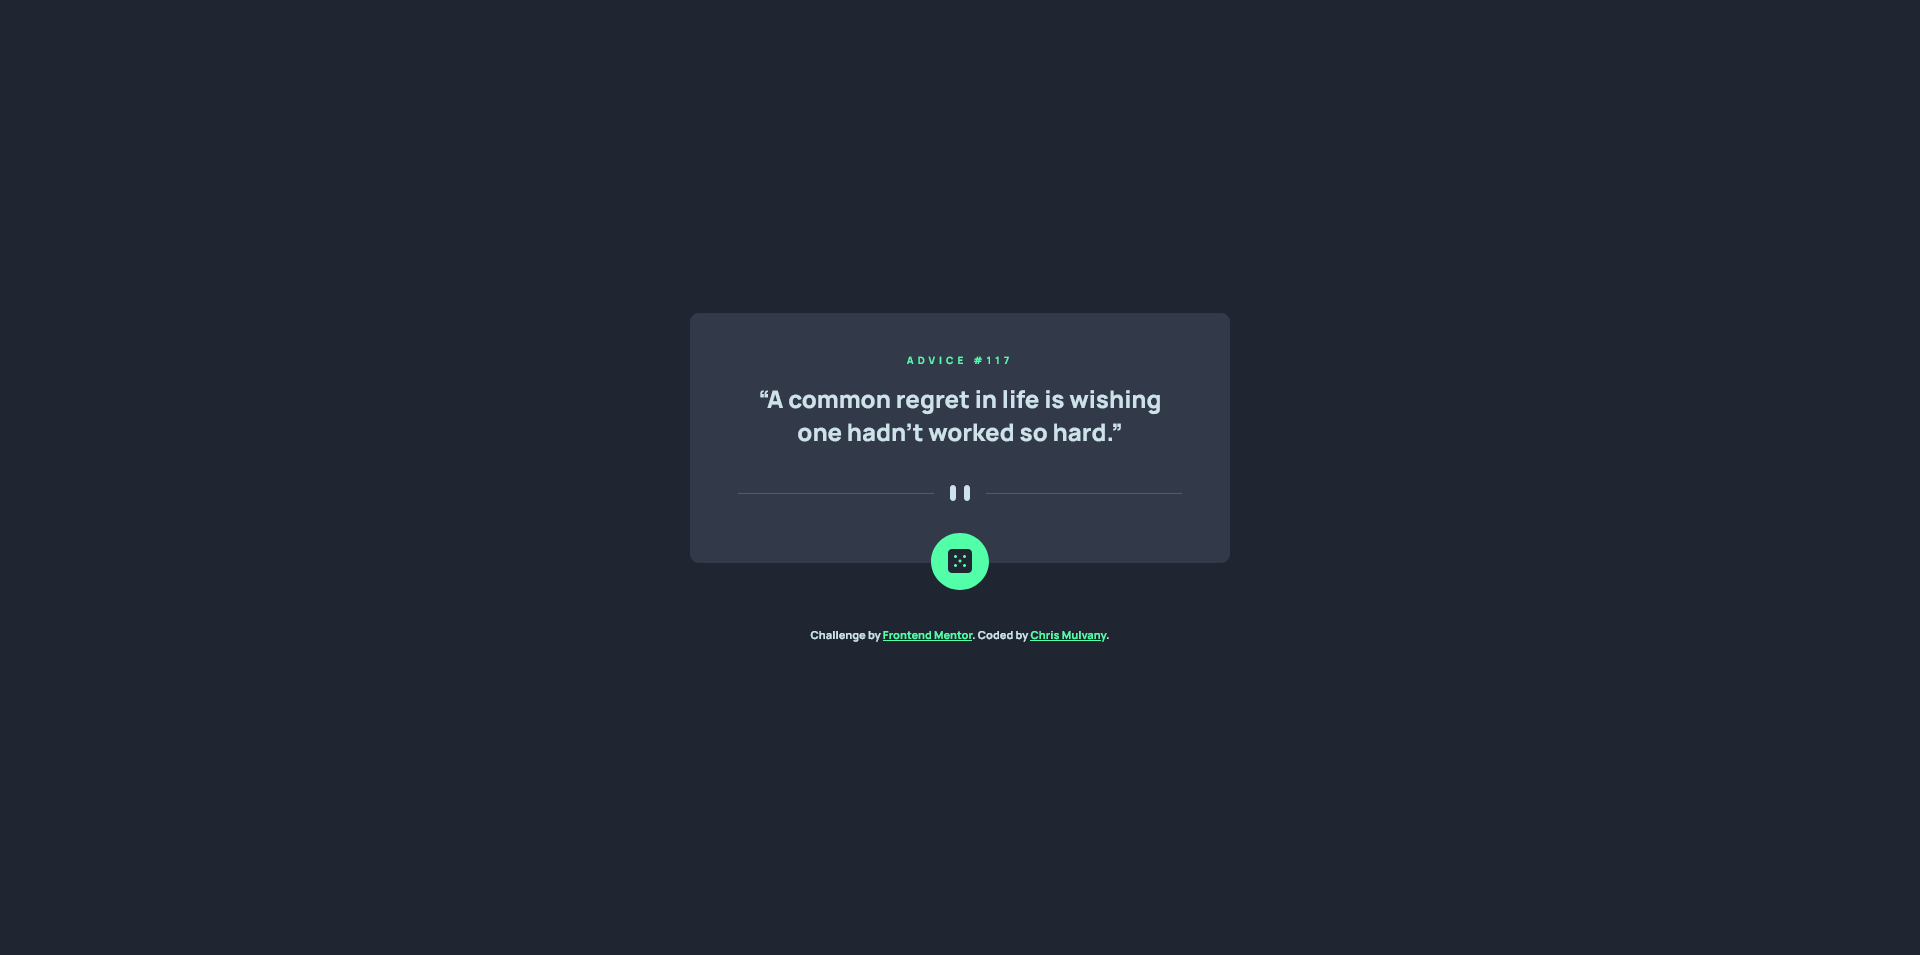 ADVICE #117
“A common regret in life is wishing
one hadn’t worked so hard.”
Challenge by Frontend Mentor. Coded by Chris Mulvany.